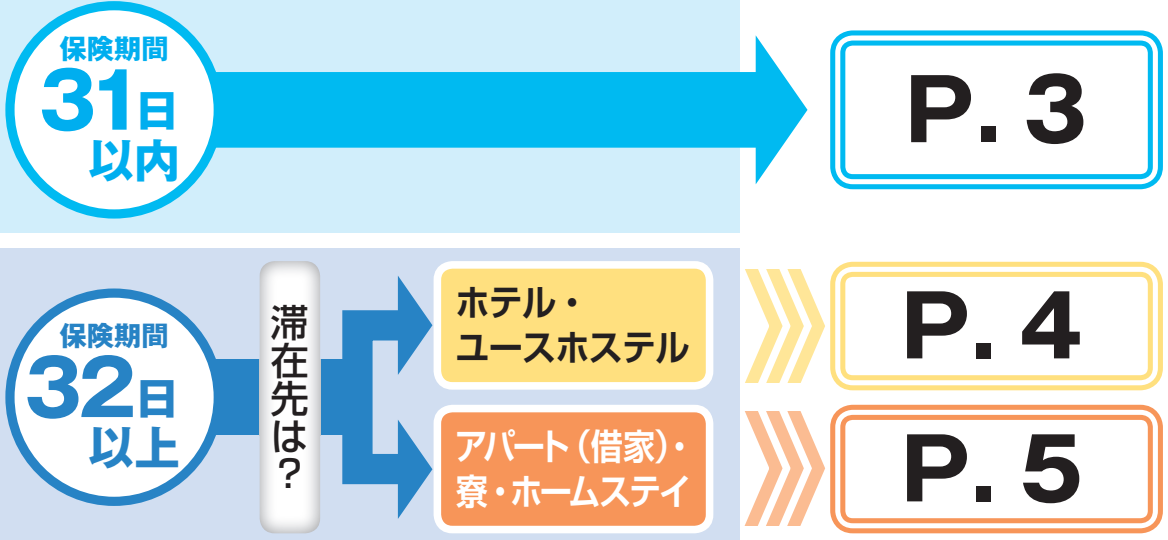 保険期間
31日
以内
P. 3
保険期間
32日
以上
滞在先は？
ホテル・
ユースホステル
P. 4
アパート（借家）・
寮・ホームステイ
P. 5